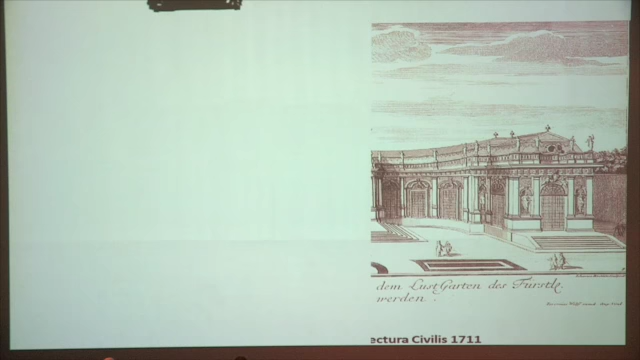 dem Lust Garten des Fürstl.
werden .
ectura Civilis 1711